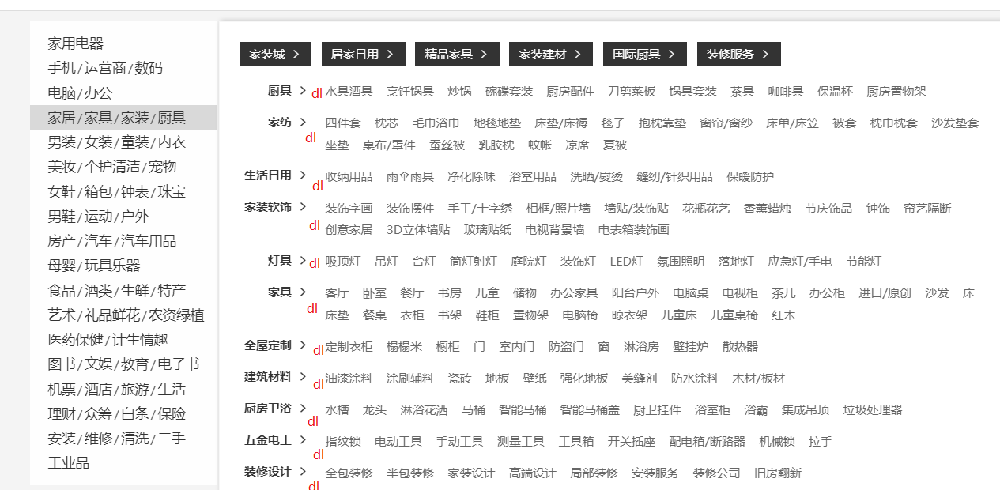 家用电器
手机/运营商/数码
电脑/办公
家居/家具/家装/厨具
男装/女装/童装/内衣
美妆/个护清洁/宠物
女鞋/箱包/钟表/珠宝
男鞋/运动/户外
房产/汽车/汽车用品
母婴/玩具乐器
食品/酒类/生鲜/特产
艺术/礼品鲜花/农资绿植
医药保健/计生情趣
图书/文娱/教育/电子书
机票/酒店/旅游/生活
理财/众筹/白条/保险
安装/维修/清洗/二手
工业品
家装城 > 居家日用 > 精品家具 > 家装建材 > 国际厨具 > 装修服务 >
厨具 > dl 水具酒具 烹饪锅具 炒锅 碗碟套装 厨房配件 刀剪菜板 锅具套装 茶具 咖啡具 保温杯 厨房置物架
家纺 > 四件套 枕芯 毛巾浴巾 地毯地垫 床垫/床褥 毯子 抱枕靠垫 窗帘/窗纱 床单/床笠 被套 枕巾枕套 沙发垫套
dl 坐垫 桌布/罩件 蚕丝被 乳胶枕 蚊帐 凉席 夏被
生活日用 > dl 收纳用品 雨伞雨具 净化除味 浴室用品 洗晒/熨烫 缝纫/针织用品 保暖防护
家装软饰 > 装饰字画 装饰摆件 手工/十字绣 相框/照片墙 墙贴/装饰贴 花瓶花艺 香薰蜡烛 节庆饰品 钟饰 帘艺隔断
dl 创意家居 3D立体墙贴 玻璃贴纸 电视背景墙 电表箱装饰画
灯具 > dl 吸顶灯 吊灯 台灯 筒灯射灯 庭院灯 装饰灯 LED灯 氛围照明 落地灯 应急灯/手电 节能灯
家具 > 客厅 卧室 餐厅 书房 儿童 储物 办公家具 阳台户外 电脑桌 电视柜 茶几 办公柜 进口/原创 沙发 床
dl 床垫 餐桌 衣柜 书架 鞋柜 置物架 电脑椅 晾衣架 儿童床 儿童桌椅 红木
全屋定制 > dl 定制衣柜 榻榻米 橱柜 门 室内门 防盗门 窗 淋浴房 壁挂炉 散热器
建筑材料 > dl 油漆涂料 涂刷辅料 瓷砖 地板 壁纸 强化地板 美缝剂 防水涂料 木材/板材
厨房卫浴 > dl 水槽 龙头 淋浴花洒 马桶 智能马桶 智能马桶盖 厨卫挂件 浴室柜 浴霸 集成吊顶 垃圾处理器
五金电工 > dl 指纹锁 电动工具 手动工具 测量工具 工具箱 开关插座 配电箱/断路器 机械锁 拉手
装修设计 > dl 全包装修 半包装修 家装设计 高端设计 局部装修 安装服务 装修公司 旧房翻新